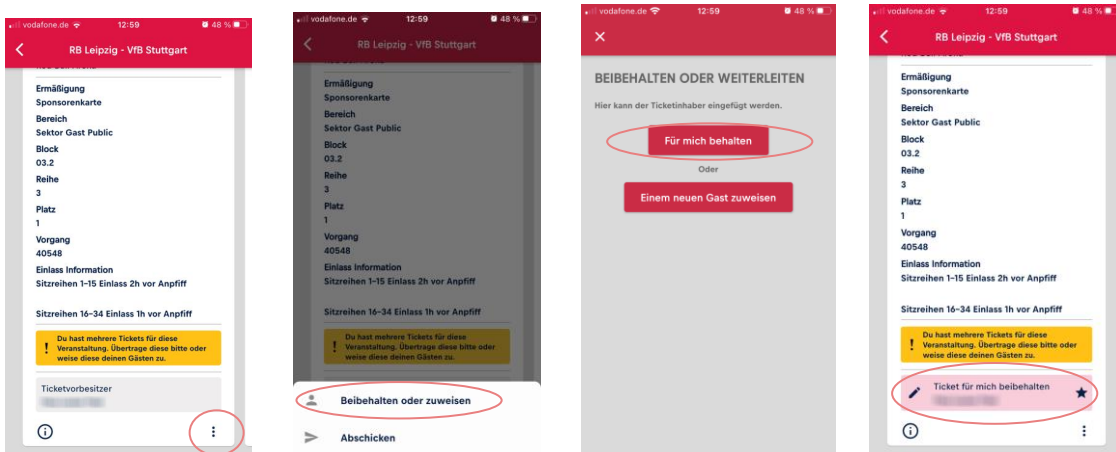 vodafone.de
12:59
48 %
RB Leipzig - VfB Stuttgart
Ermäßigung
Sponsorenkarte
Bereich
Sektor Gast Public
Block
03.2
Reihe
3
Platz
1
Vorgang
40548
Einlass Information
Sitzreihen 1-15 Einlass 2h vor Anpfiff
Sitzreihen 16-34 Einlass 1h vor Anpfiff
! Du hast mehrere Tickets für diese
Veranstaltung. Übertrage diese bitte oder
weise diese deinen Gästen zu.
Ticketvorbesitzer
vodafone.de
12:59
48 %
RB Leipzig - VfB Stuttgart
Ermäßigung
Sponsorenkarte
Bereich
Sektor Gast Public
Block
03.2
Reihe
3
Platz
1
Vorgang
40548
Einlass Information
Sitzreihen 1-15 Einlass 2h vor Anpfiff
Sitzreihen 16-34 Einlass 1h vor Anpfiff
! Du hast mehrere Tickets für diese
Veranstaltung. Übertrage diese bitte oder
weise diese deinen Gästen zu.
Beibehalten oder zuweisen
Abschicken
vodafone.de
12:59
48 %
BEIBEHALTEN ODER WEITERLEITEN
Hier kann der Ticketinhaber eingefügt werden.
Für mich behalten
Oder
Einem neuen Gast zuweisen
vodafone.de
12:59
48 %
RB Leipzig - VfB Stuttgart
Ermäßigung
Sponsorenkarte
Bereich
Sektor Gast Public
Block
03.2
Reihe
3
Platz
1
Vorgang
40548
Einlass Information
Sitzreihen 1-15 Einlass 2h vor Anpfiff
Sitzreihen 16-34 Einlass 1h vor Anpfiff
! Du hast mehrere Tickets für diese
Veranstaltung. Übertrage diese bitte oder
weise diese deinen Gästen zu.
Ticket für mich beibehalten